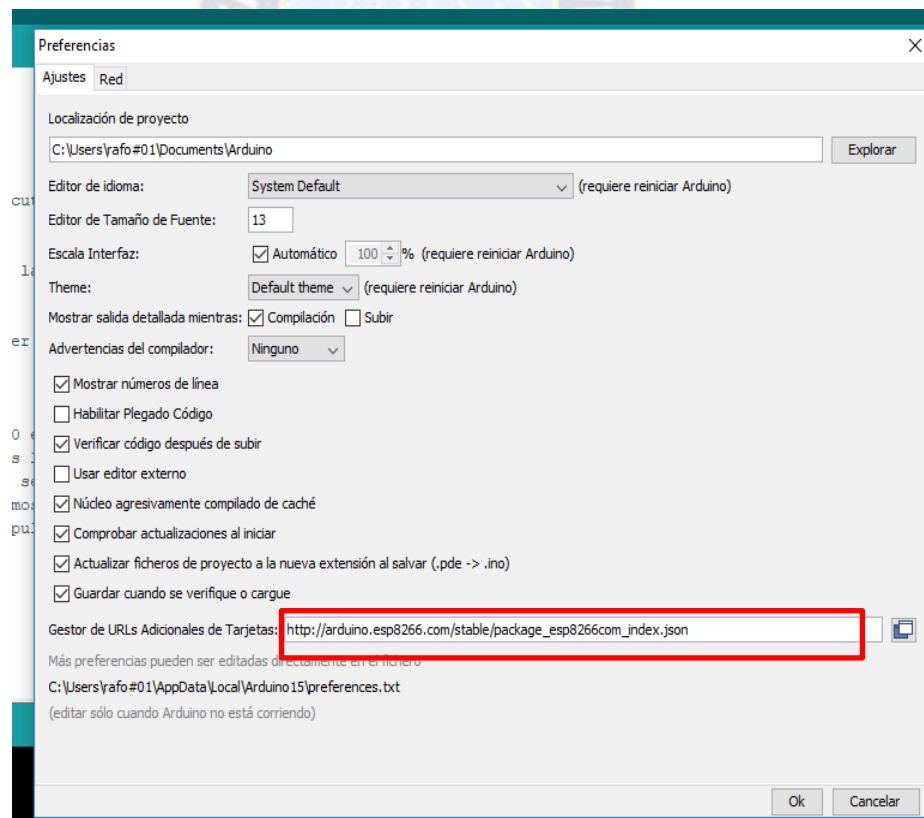 Preferencias
Ajustes Red
Localización de proyecto
C:\Users\rafo#01\Documents\Arduino Explorar
Editor de idioma: System Default (requiere reiniciar Arduino)
Editor de Tamaño de Fuente: 13
Escala Interfaz: Automático 100 % (requiere reiniciar Arduino)
Theme: Default theme (requiere reiniciar Arduino)
Mostrar salida detallada mientras: Compilación Subir
Advertencias del compilador: Ninguno
Mostrar números de línea
Habilitar Plegado Código
Verificar código después de subir
Usar editor externo
Núcleo agresivamente compilado de caché
Comprobar actualizaciones al iniciar
Actualizar ficheros de proyecto a la nueva extensión al salvar (.pde -> .ino)
Guardar cuando se verifique o cargue
Gestor de URLs Adicionales de Tarjetas: http://arduino.esp8266.com/stable/package_esp8266com_index.json
Más preferencias pueden ser editadas directamente en el fichero
C:\Users\rafo#01\AppData\Local\Arduino15\preferences.txt
(editar sólo cuando Arduino no está corriendo)
Ok Cancelar